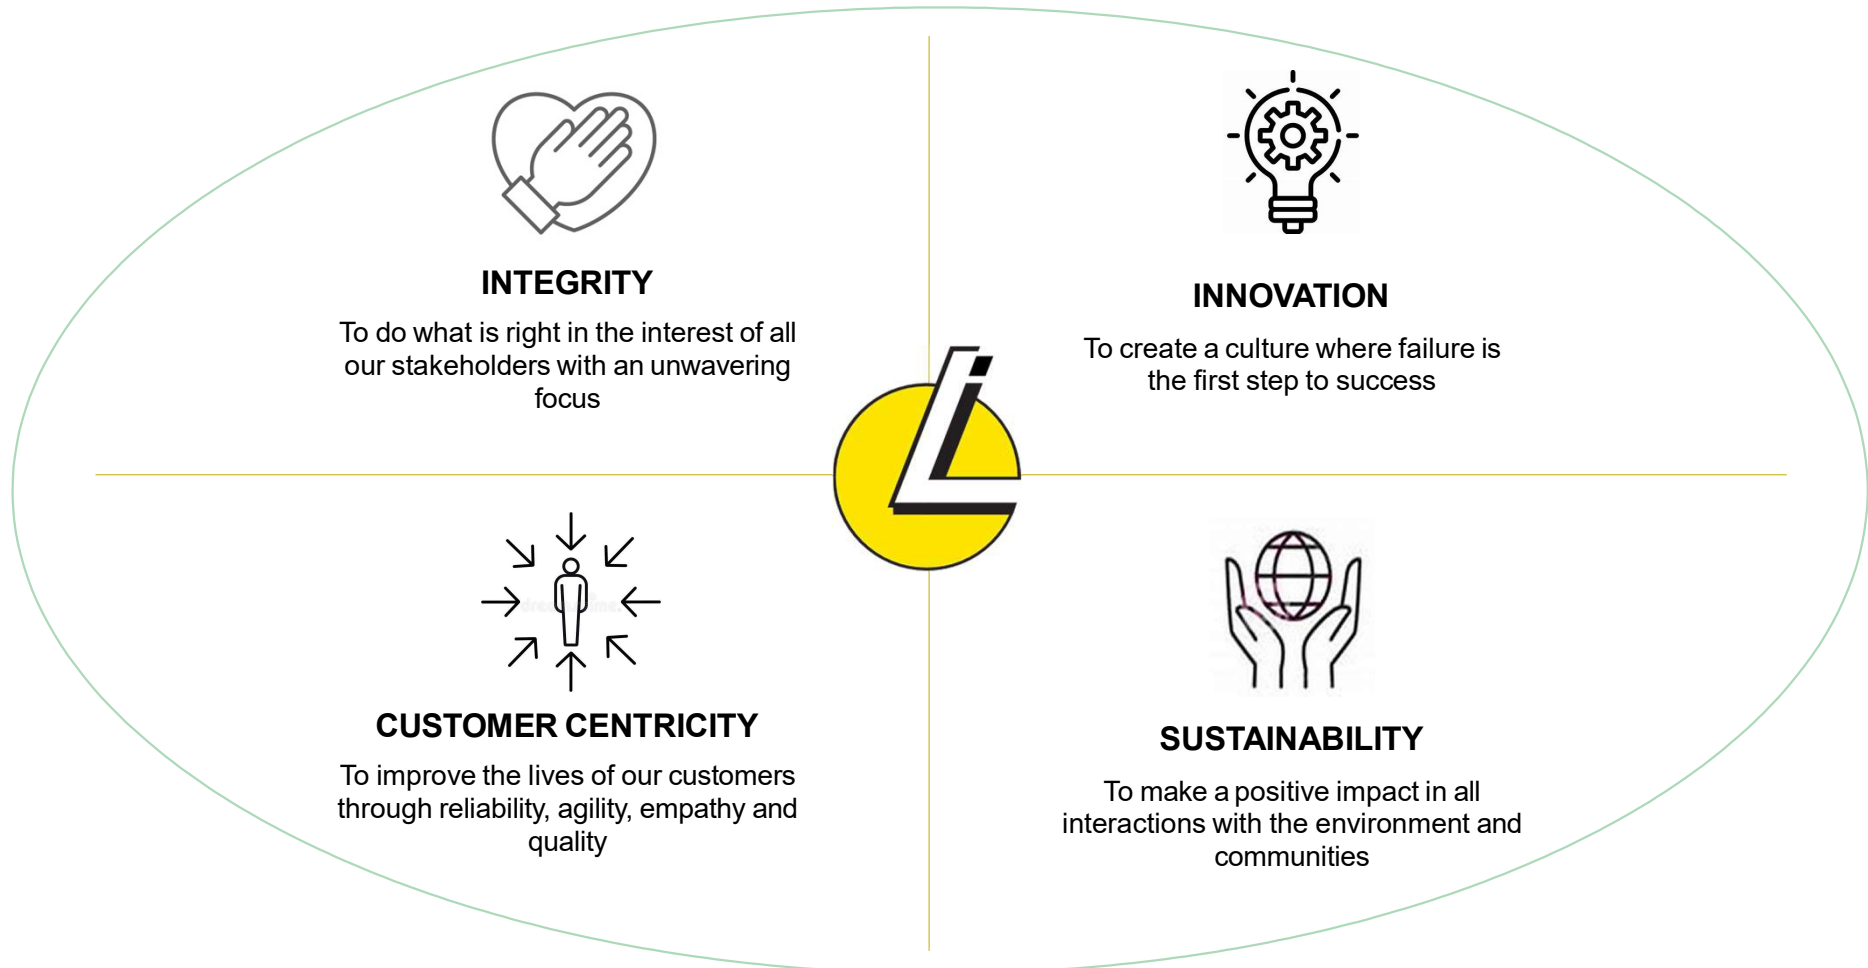 INTEGRITY
To do what is right in the interest of all
our stakeholders with an unwavering
focus
INNOVATION
To create a culture where failure is
the first step to success
CUSTOMER CENTRICITY
To improve the lives of our customers
through reliability, agility, empathy and
quality
SUSTAINABILITY
To make a positive impact in all
interactions with the environment and
communities